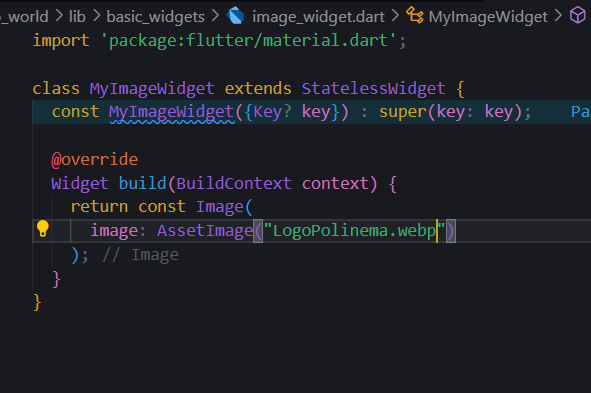 _world > lib > basic_widgets > image_widget.dart > MyImageWidget >
import 'package:flutter/material.dart';
class MyImageWidget extends StatelessWidget {
const MyImageWidget({Key? key}) : super(key: key); Pa
@override
Widget build(BuildContext context) {
return const Image(
image: AssetImage("LogoPolinema.webp")
); // Image
}
}